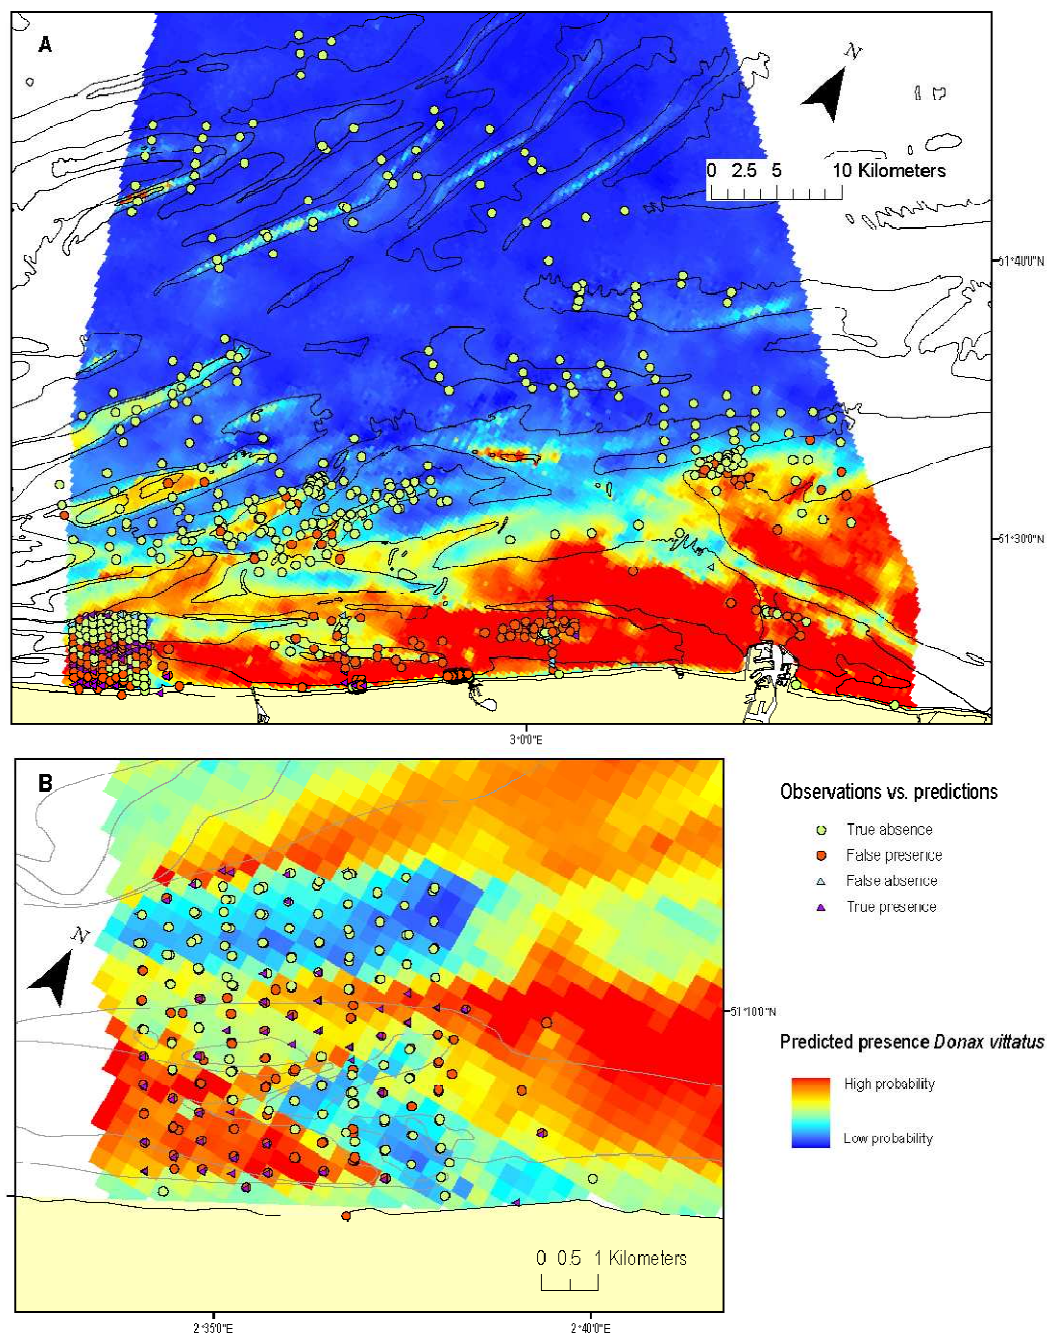 A
N
0 2.5 5 10 Kilometers
51°40'0"N
51°30'0"N
3°0'0"E
B
N
51°10'0"N
0 0.5 1 Kilometers
2°35'0"E
2°40'0"E
Observations vs. predictions
True absence
False presence
False absence
True presence
Predicted presence Donax vittatus
High probability
Low probability